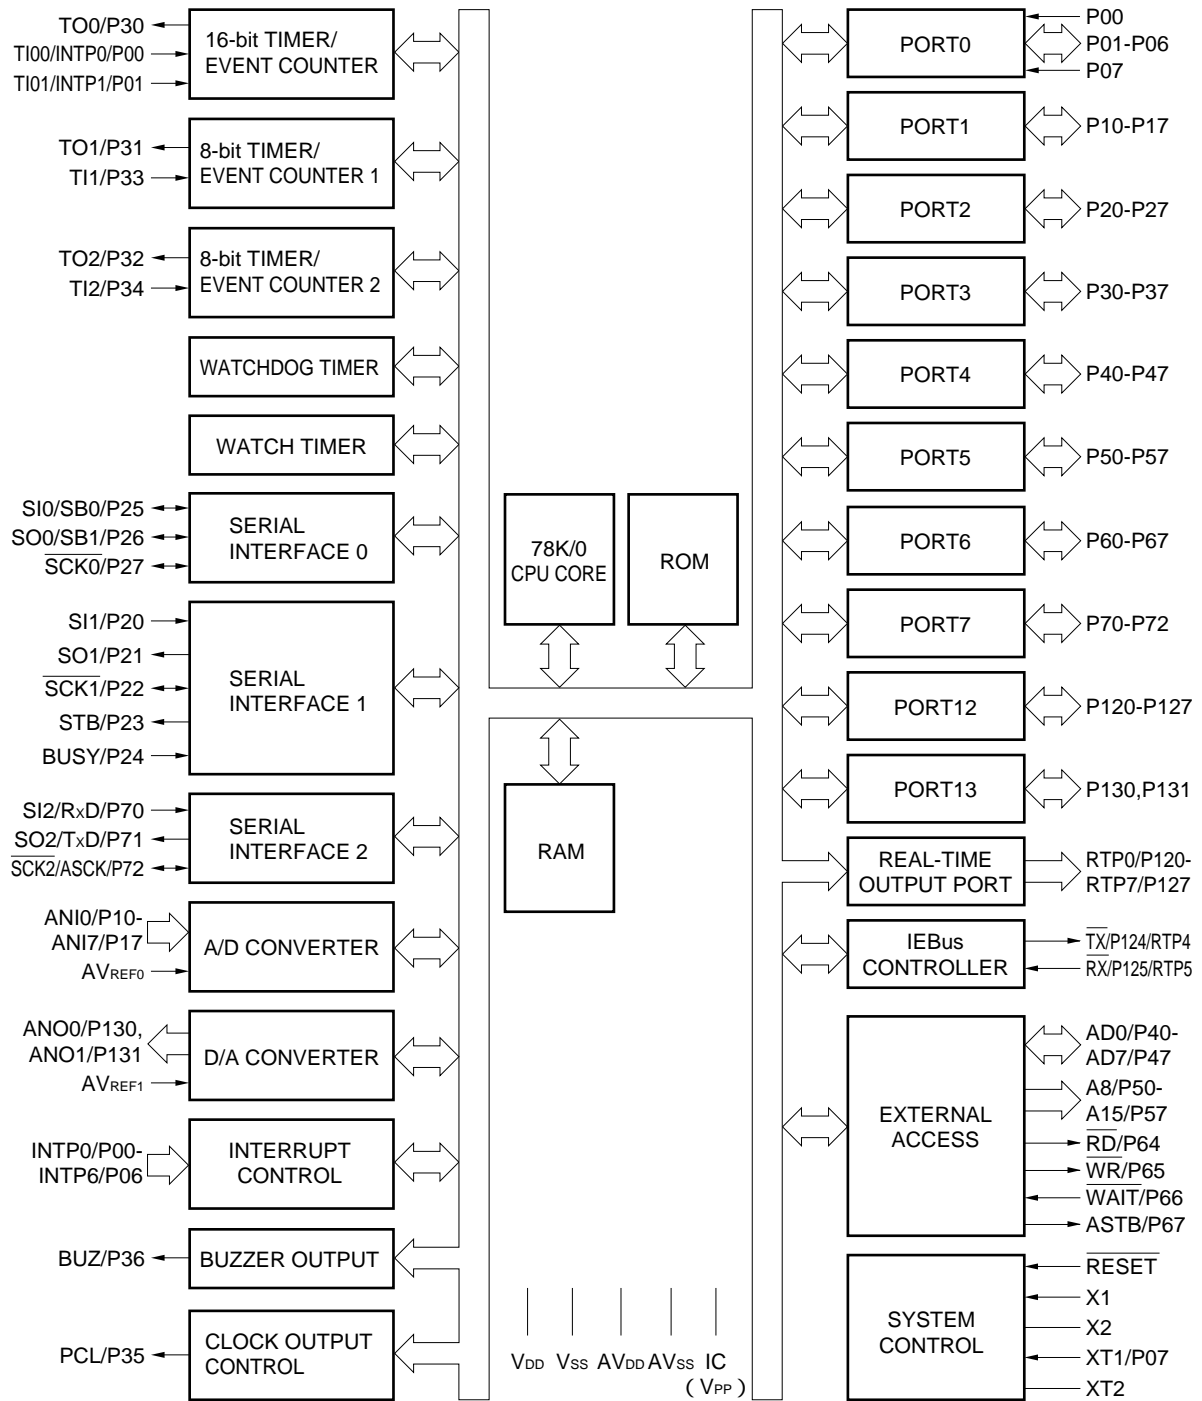 TO0/P30
TI00/INTP0/P00
TI01/INTP1/P01
16-bit TIMER/
EVENT COUNTER
TO1/P31
TI1/P33
8-bit TIMER/
EVENT COUNTER 1
TO2/P32
TI2/P34
8-bit TIMER/
EVENT COUNTER 2
WATCHDOG TIMER
WATCH TIMER
SI0/SB0/P25
SO0/SB1/P26
SCK0/P27
SERIAL
INTERFACE 0
SI1/P20
SO1/P21
SCK1/P22
STB/P23
BUSY/P24
SERIAL
INTERFACE 1
SI2/RxD/P70
SO2/TxD/P71
SCK2/ASCK/P72
SERIAL
INTERFACE 2
ANI0/P10-
ANI7/P17
AVREF0
A/D CONVERTER
ANO0/P130,
ANO1/P131
AVREF1
D/A CONVERTER
INTP0/P00-
INTP6/P06
INTERRUPT
CONTROL
BUZ/P36
BUZZER OUTPUT
PCL/P35
CLOCK OUTPUT
CONTROL
78K/0
CPU CORE
ROM
RAM
VDD VSS AVDD AVSS IC
( VPP )
PORT0
P00
P01-P06
P07
PORT1
P10-P17
PORT2
P20-P27
PORT3
P30-P37
PORT4
P40-P47
PORT5
P50-P57
PORT6
P60-P67
PORT7
P70-P72
PORT12
P120-P127
PORT13
P130,P131
REAL-TIME
OUTPUT PORT
RTP0/P120-
RTP7/P127
IEBus
CONTROLLER
TX/P124/RTP4
RX/P125/RTP5
EXTERNAL
ACCESS
AD0/P40-
AD7/P47
A8/P50-
A15/P57
RD/P64
WR/P65
WAIT/P66
ASTB/P67
SYSTEM
CONTROL
RESET
X1
X2
XT1/P07
XT2